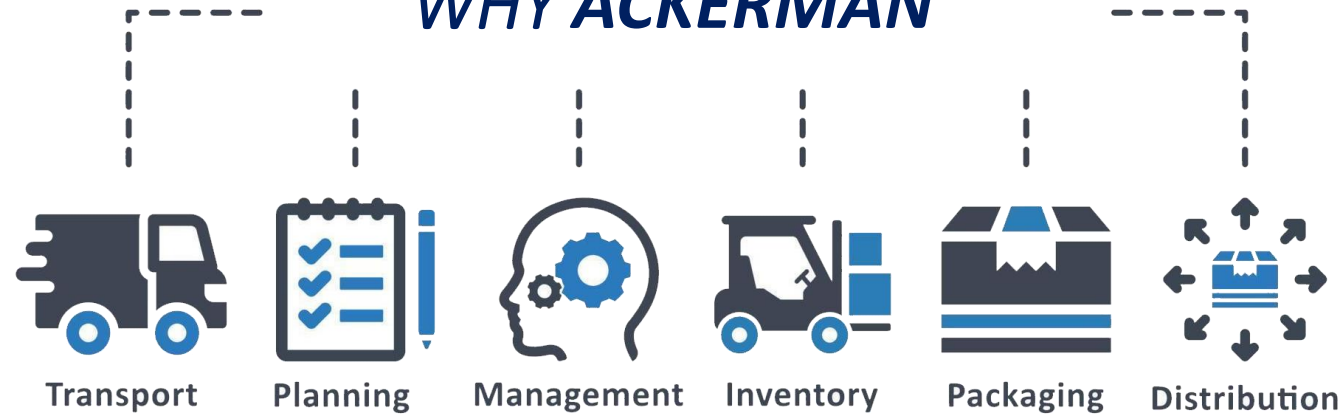 WHY ACKERMAN
Transport Planning Management Inventory Packaging Distribution